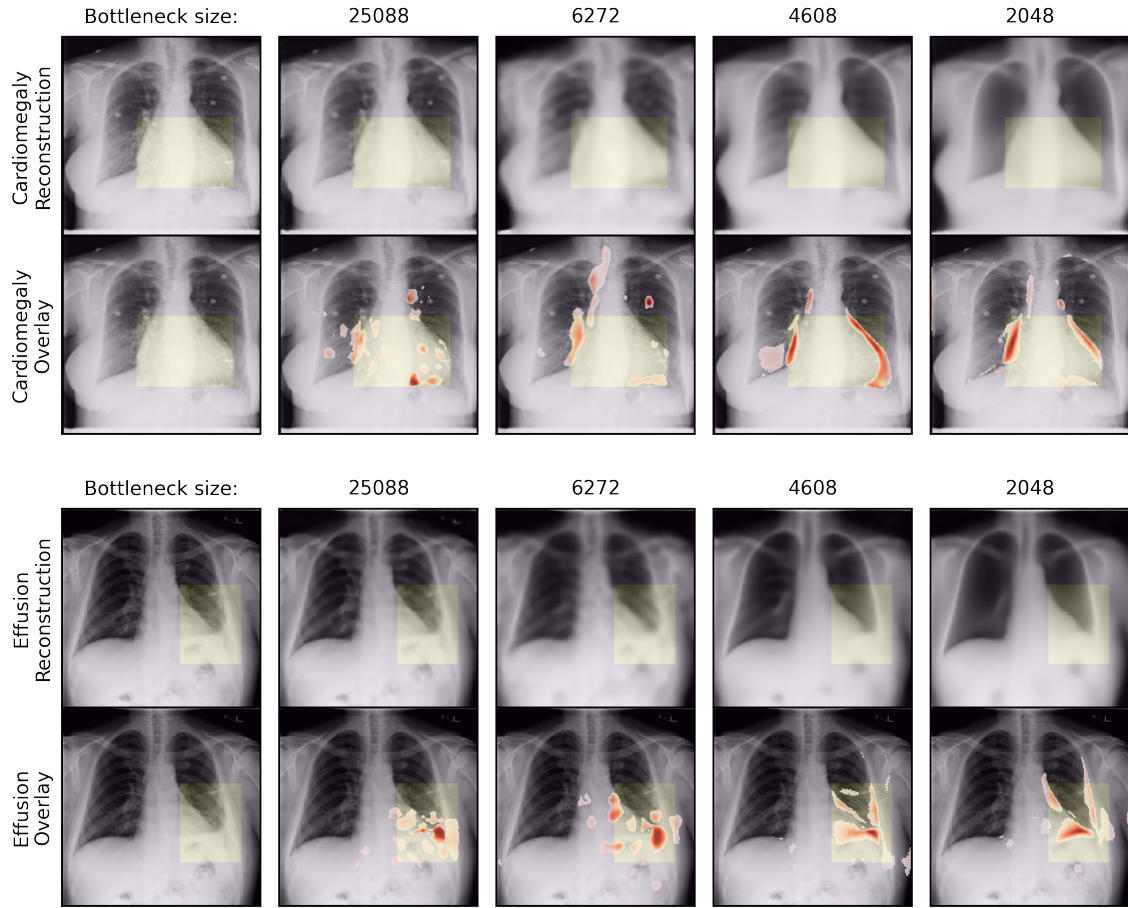 Bottleneck size: 25088 6272 4608 2048
Cardiomegaly
Reconstruction
Cardiomegaly
Overlay
Bottleneck size: 25088 6272 4608 2048
Effusion
Reconstruction
Effusion
Overlay